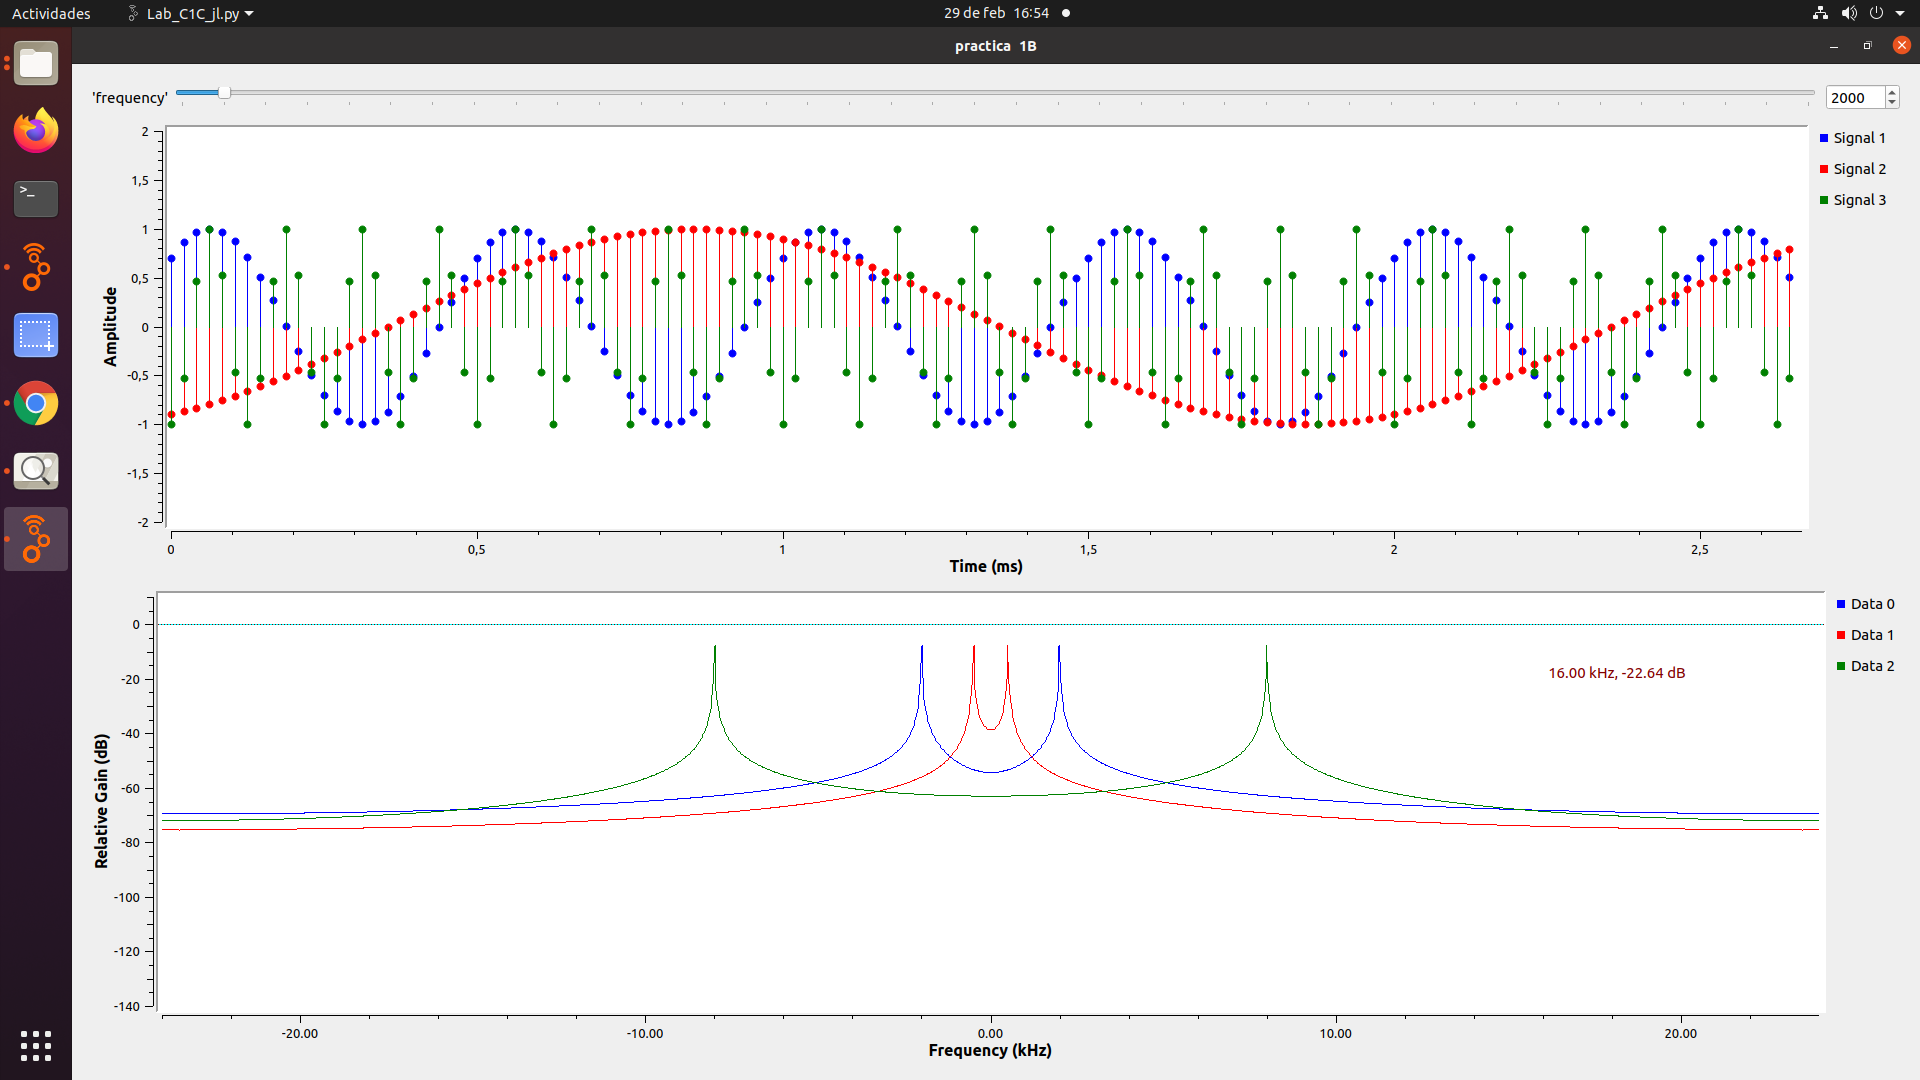 Actividades
Lab_C1C_jl.py
29 de feb 16:54
practica 1B
'frequency'
2000
2
1,5
1
0,5
0
-0,5
-1
-1,5
-2
Amplitude
Signal 1
Signal 2
Signal 3
0
0,5
1
1,5
2
2,5
Time (ms)
0
-20
-40
-60
-80
-100
-120
-140
Relative Gain (dB)
16.00 kHz, -22.64 dB
Data 0
Data 1
Data 2
-20.00
-10.00
0.00
10.00
20.00
Frequency (kHz)